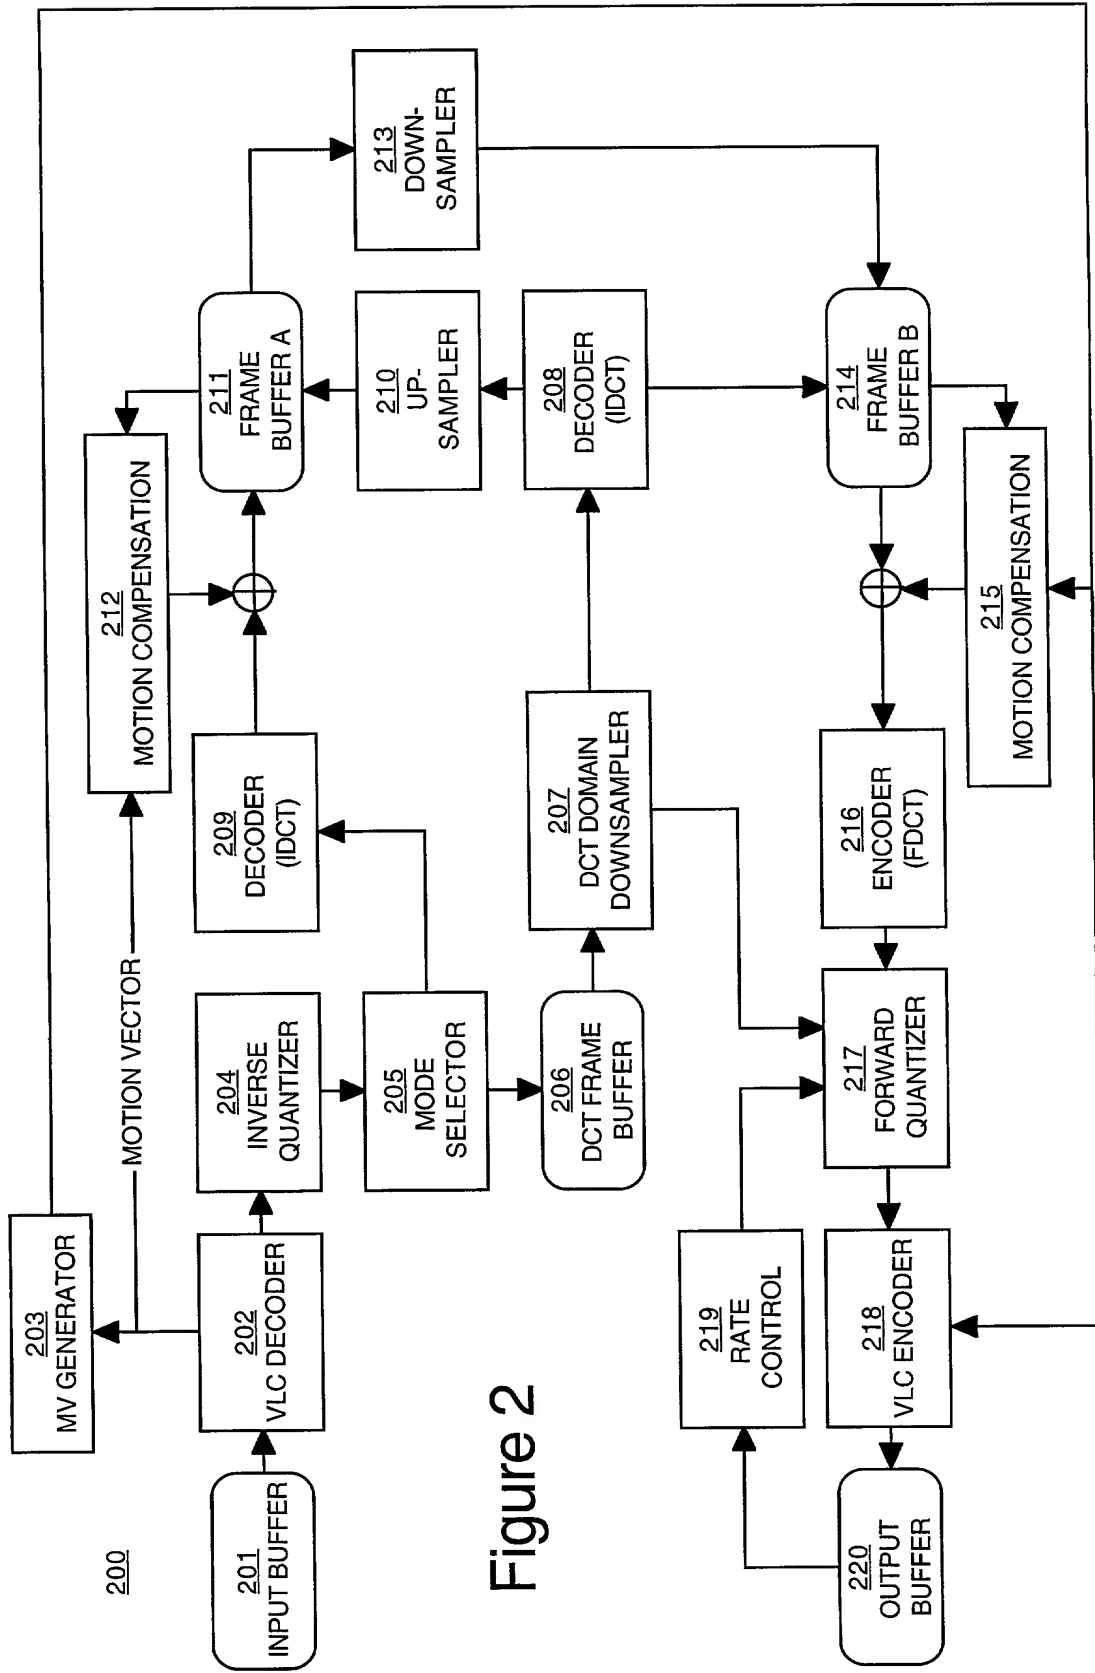 200
203
MV GENERATOR
MOTION VECTOR
212
MOTION COMPENSATION
201
INPUT BUFFER
202
VLC DECODER
204
INVERSE
QUANTIZER
209
DECODER
(IDCT)
211
FRAME
BUFFER A
213
DOWN-
SAMPLER
205
MODE
SELECTOR
210
UP-
SAMPLER
206
DCT FRAME
BUFFER
207
DCT DOMAIN
DOWNSAMPLER
208
DECODER
(IDCT)
Figure 2
219
RATE
CONTROL
220
OUTPUT
BUFFER
218
VLC ENCODER
217
FORWARD
QUANTIZER
216
ENCODER
(FDCT)
214
FRAME
BUFFER B
215
MOTION COMPENSATION